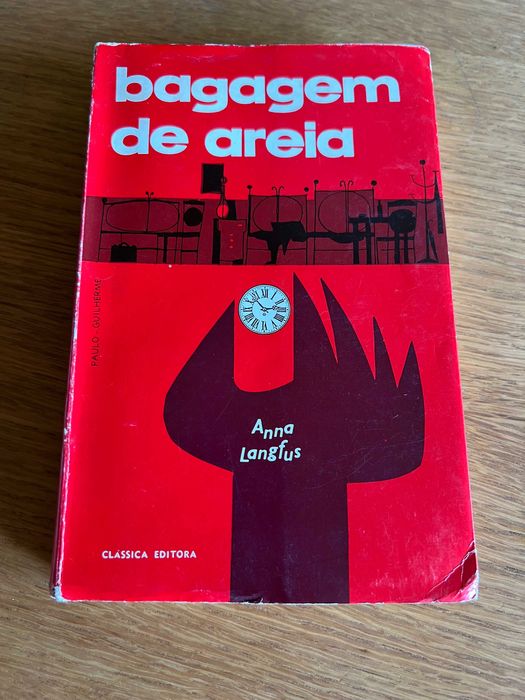 bagagem
de areia
PAULO GUILHERME
Anna
Langfus
CLÁSSICA EDITORA